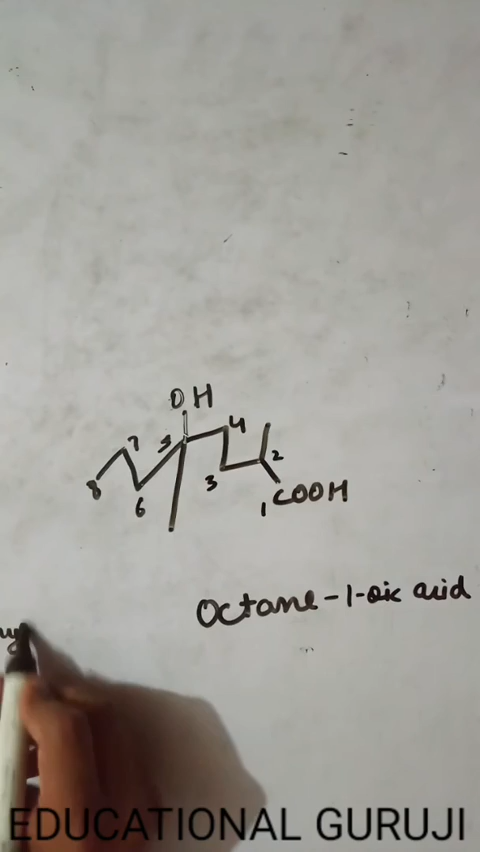 OH
7 5 4
8 2
6 3
1 COOH
Octane-1-oic acid
EDUCATIONAL GURUJI